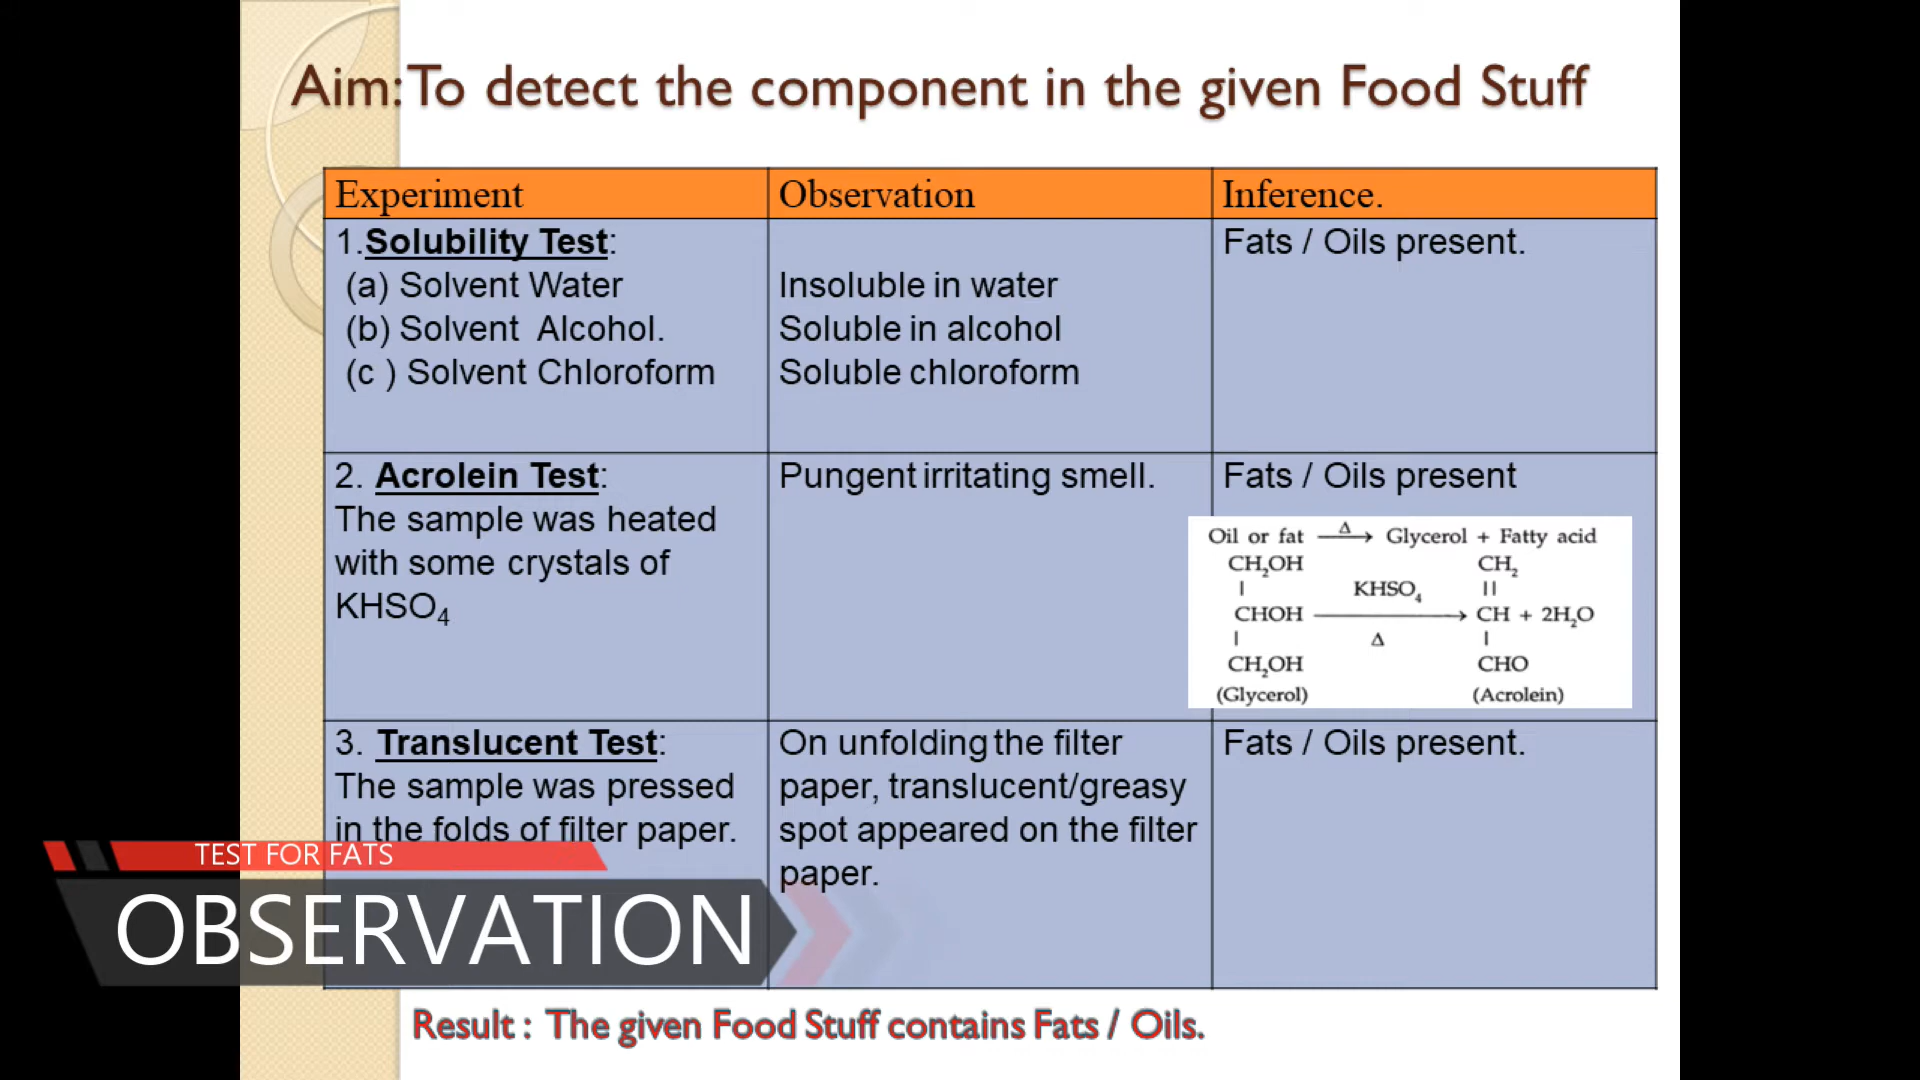 Aim: To detect the component in the given Food Stuff
Experiment
Observation
Inference.
1.Solubility Test:
(a) Solvent Water
(b) Solvent Alcohol.
(c ) Solvent Chloroform
Insoluble in water
Soluble in alcohol
Soluble chloroform
Fats / Oils present.
2. Acrolein Test:
The sample was heated
with some crystals of
KHSO₄
Pungent irritating smell.
Fats / Oils present
Oil or fat —Δ→ Glycerol + Fatty acid
CH₂OH CH₂
| KHSO₄ ||
CHOH ⟶ CH + 2H₂O
| Δ |
CH₂OH CHO
(Glycerol) (Acrolein)
3. Translucent Test:
The sample was pressed
in the folds of filter paper.
On unfolding the filter
paper, translucent/greasy
spot appeared on the filter
paper.
Fats / Oils present.
TEST FOR FATS
OBSERVATION
Result : The given Food Stuff contains Fats / Oils.